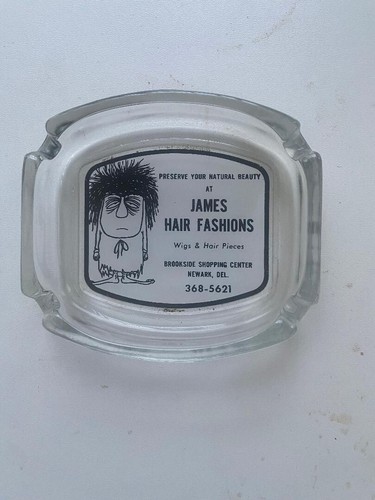 PRESERVE YOUR NATURAL BEAUTY
AT
JAMES
HAIR FASHIONS
Wigs & Hair Pieces
BROOKSIDE SHOPPING CENTER
NEWARK, DEL.
368-5621